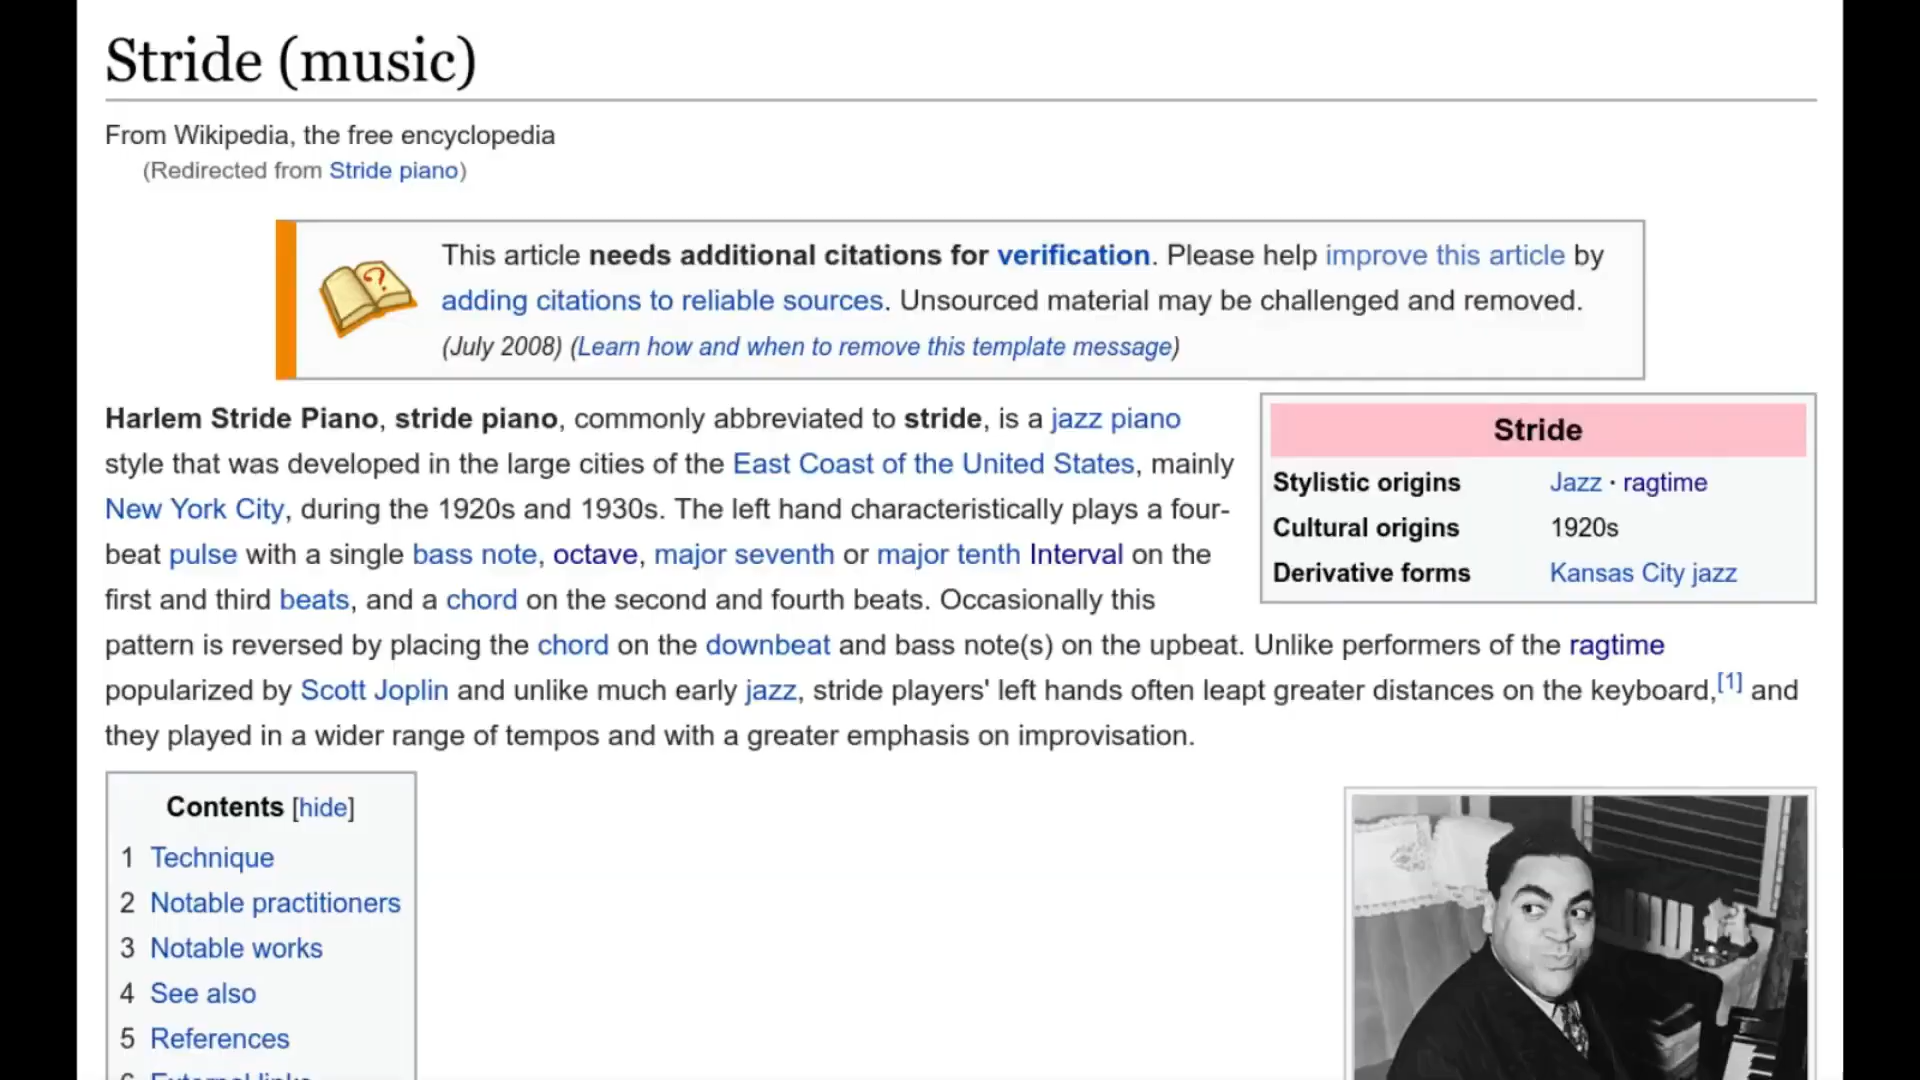 Stride (music)
From Wikipedia, the free encyclopedia
(Redirected from Stride piano)
This article needs additional citations for verification. Please help improve this article by
adding citations to reliable sources. Unsourced material may be challenged and removed.
(July 2008) (Learn how and when to remove this template message)
Harlem Stride Piano, stride piano, commonly abbreviated to stride, is a jazz piano
style that was developed in the large cities of the East Coast of the United States, mainly
New York City, during the 1920s and 1930s. The left hand characteristically plays a four-
beat pulse with a single bass note, octave, major seventh or major tenth Interval on the
first and third beats, and a chord on the second and fourth beats. Occasionally this
pattern is reversed by placing the chord on the downbeat and bass note(s) on the upbeat. Unlike performers of the ragtime
popularized by Scott Joplin and unlike much early jazz, stride players' left hands often leapt greater distances on the keyboard,[1] and
they played in a wider range of tempos and with a greater emphasis on improvisation.
Stride
Stylistic origins Jazz · ragtime
Cultural origins 1920s
Derivative forms Kansas City jazz
Contents [hide]
1 Technique
2 Notable practitioners
3 Notable works
4 See also
5 References
6 External links